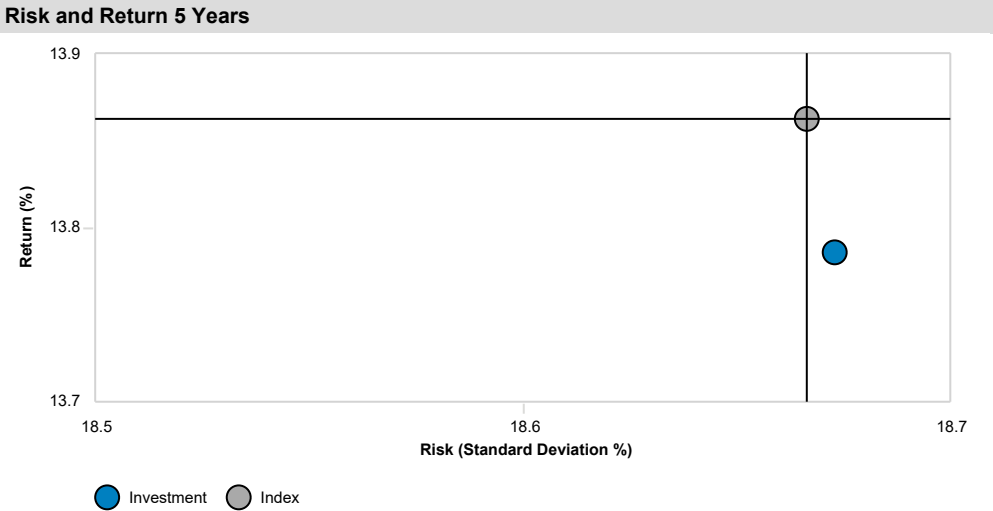 Risk and Return 5 Years
13.9
Return (%)
13.8
13.7
18.5
18.6
18.7
Risk (Standard Deviation %)
Investment
Index